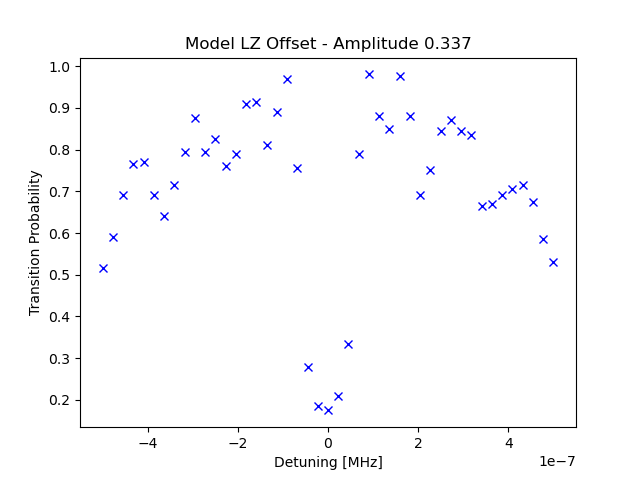 Model LZ Offset - Amplitude 0.337
Transition Probability
1.0
0.9
0.8
0.7
0.6
0.5
0.4
0.3
0.2
−4 −2 0 2 4
1e−7
Detuning [MHz]